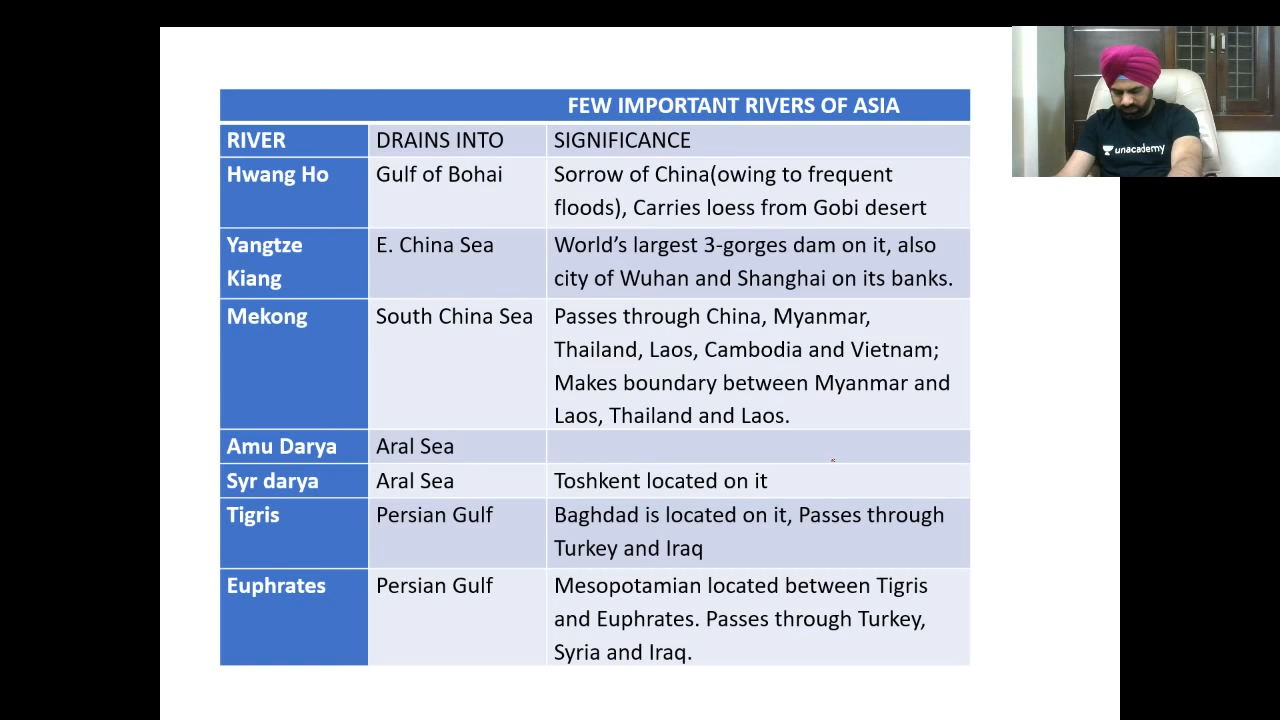 FEW IMPORTANT RIVERS OF ASIA
RIVER DRAINS INTO SIGNIFICANCE
Hwang Ho Gulf of Bohai Sorrow of China(owing to frequent
floods), Carries loess from Gobi desert
Yangtze E. China Sea World’s largest 3-gorges dam on it, also
Kiang city of Wuhan and Shanghai on its banks.
Mekong South China Sea Passes through China, Myanmar,
Thailand, Laos, Cambodia and Vietnam;
Makes boundary between Myanmar and
Laos, Thailand and Laos.
Amu Darya Aral Sea
Syr darya Aral Sea Toshkent located on it
Tigris Persian Gulf Baghdad is located on it, Passes through
Turkey and Iraq
Euphrates Persian Gulf Mesopotamian located between Tigris
and Euphrates. Passes through Turkey,
Syria and Iraq.
unacademy